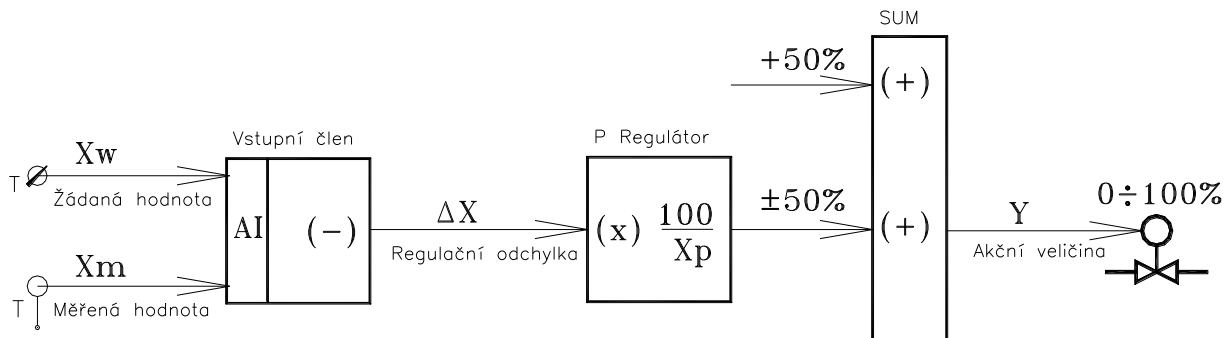 SUM
+50%
(+)
Vstupní člen
P Regulátor
Xw
T
Žádaná hodnota
AI
(-)
ΔX
Regulační odchylka
(x)
100
Xp
±50%
(+)
Y
Akční veličina
0÷100%
Xm
T
Měřená hodnota